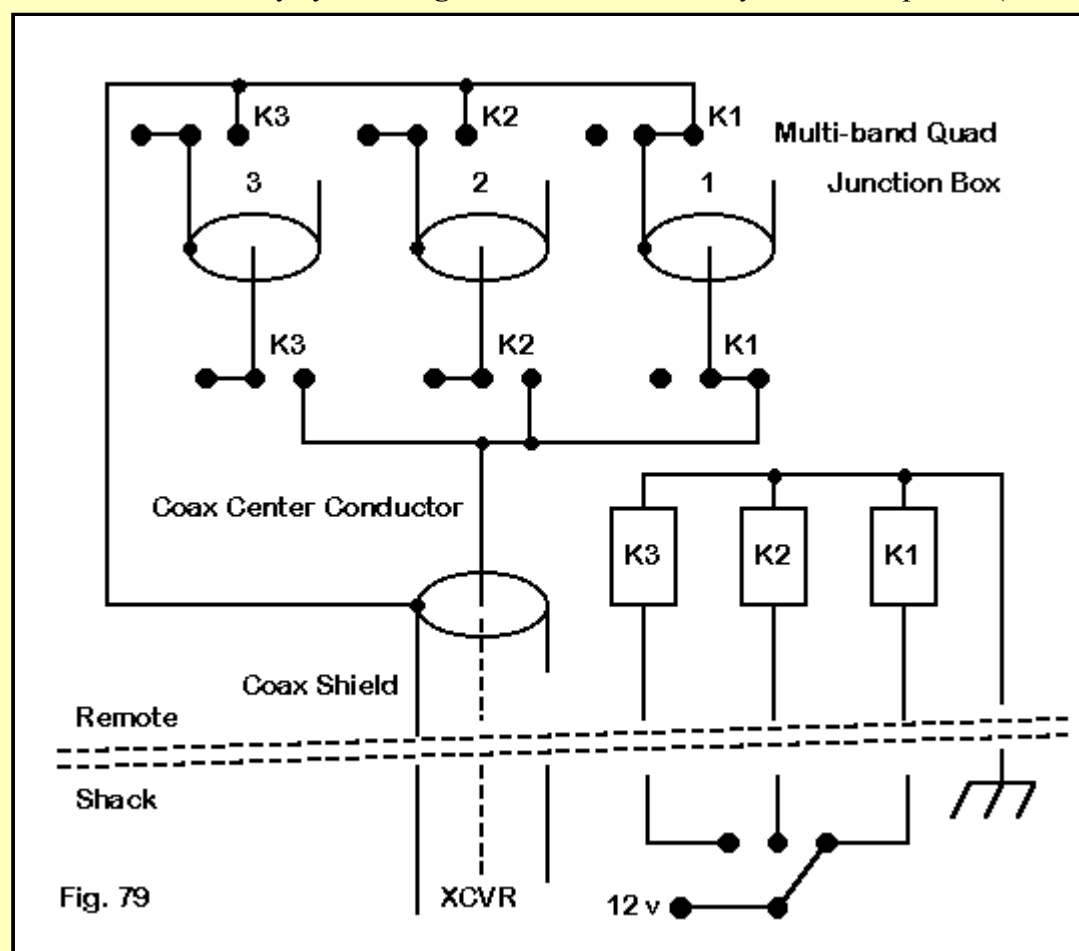 K3 K2 K1 Multi-band Quad
3 2 1 Junction Box
K3 K2 K1
Coax Center Conductor
K3 K2 K1
Coax Shield
Remote
Shack
Fig. 79 XCVR 12 v